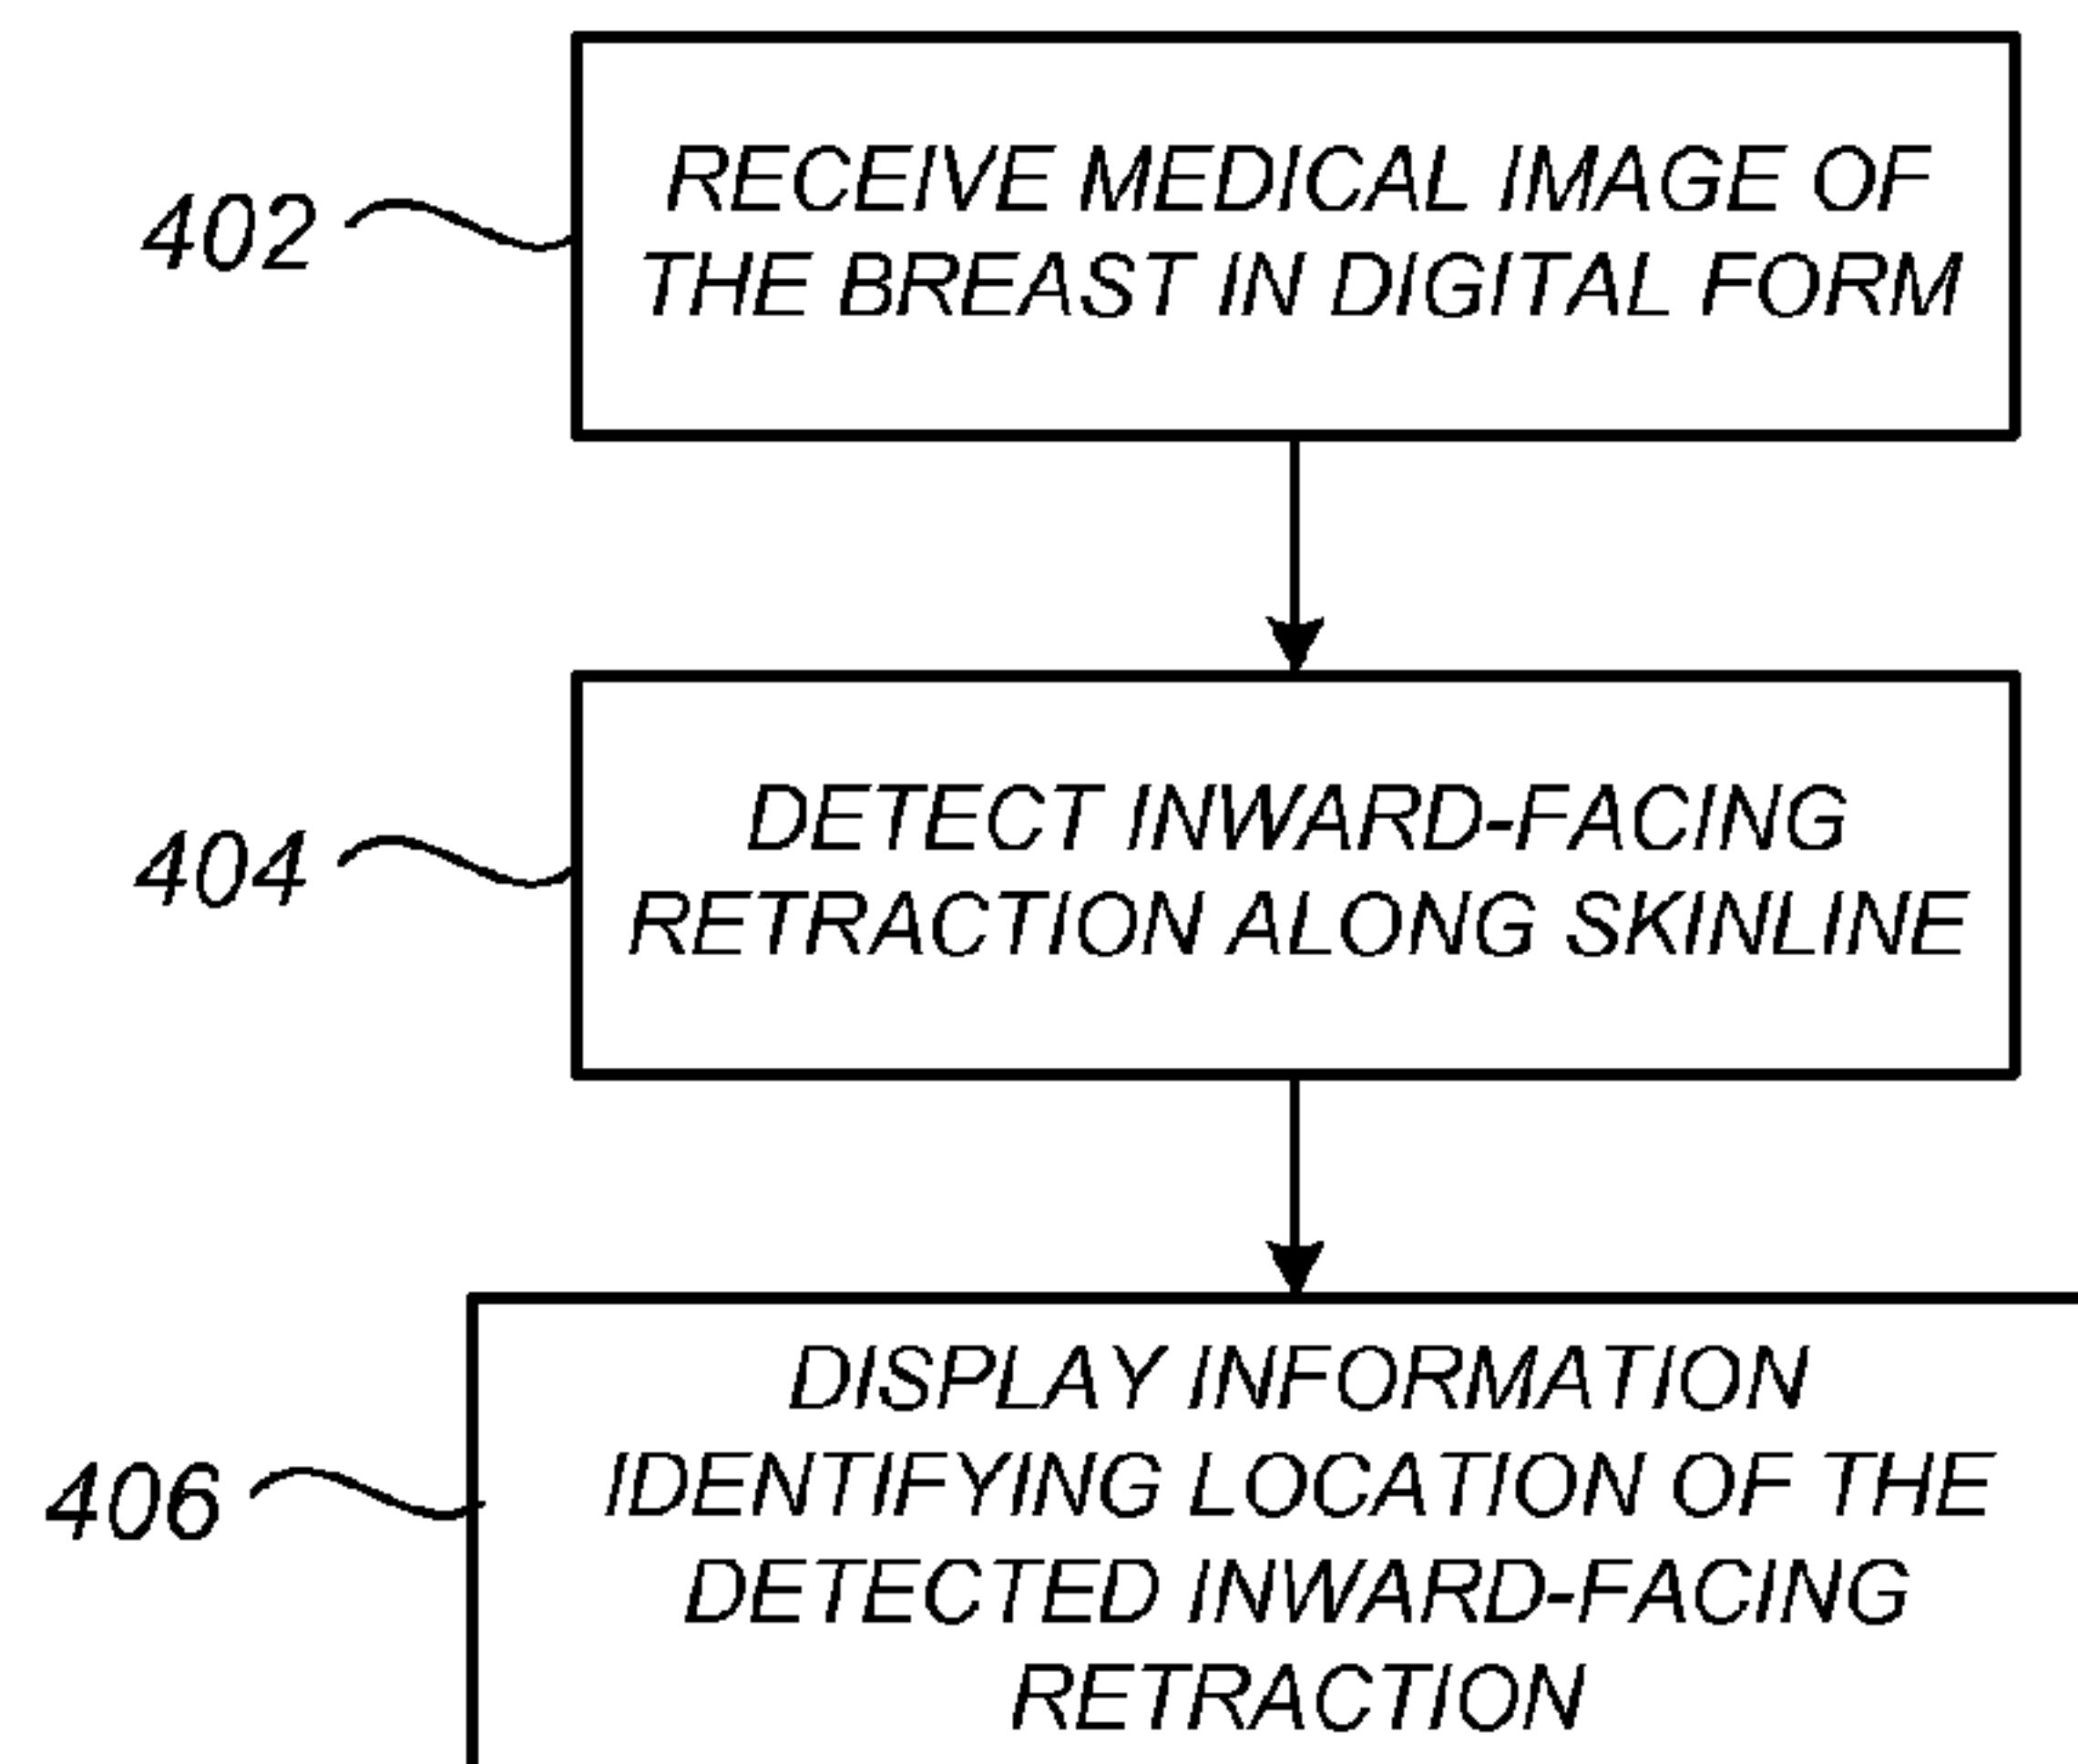 402
RECEIVE MEDICAL IMAGE OF
THE BREAST IN DIGITAL FORM
404
DETECT INWARD-FACING
RETRACTION ALONG SKINLINE
406
DISPLAY INFORMATION
IDENTIFYING LOCATION OF THE
DETECTED INWARD-FACING
RETRACTION